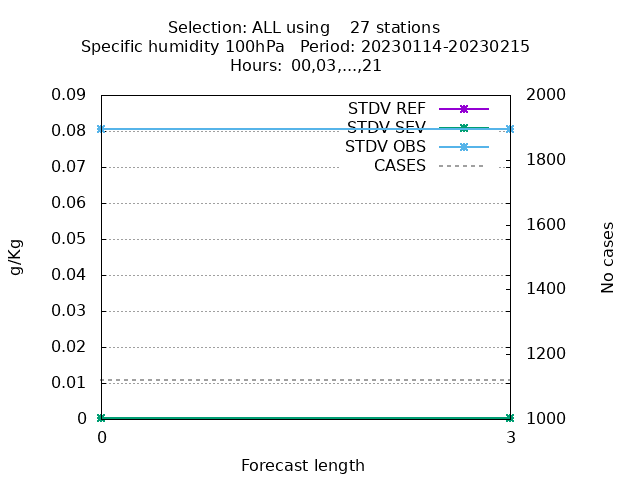 Selection: ALL using 27 stations
Specific humidity 100hPa Period: 20230114-20230215
Hours: 00,03,...,21
0.09
0.08
0.07
0.06
0.05
0.04
0.03
0.02
0.01
0
2000
1800
1600
1400
1200
1000
STDV REF
STDV SEV
STDV OBS
CASES
g/Kg
No cases
0
3
Forecast length